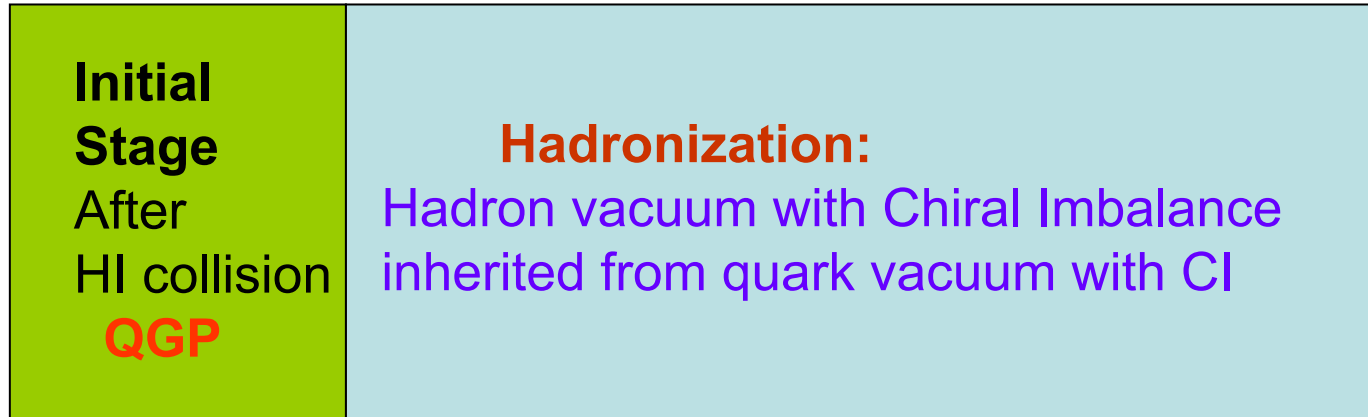 Initial
Stage
After
HI collision
QGP
Hadronization:
Hadron vacuum with Chiral Imbalance
inherited from quark vacuum with CI